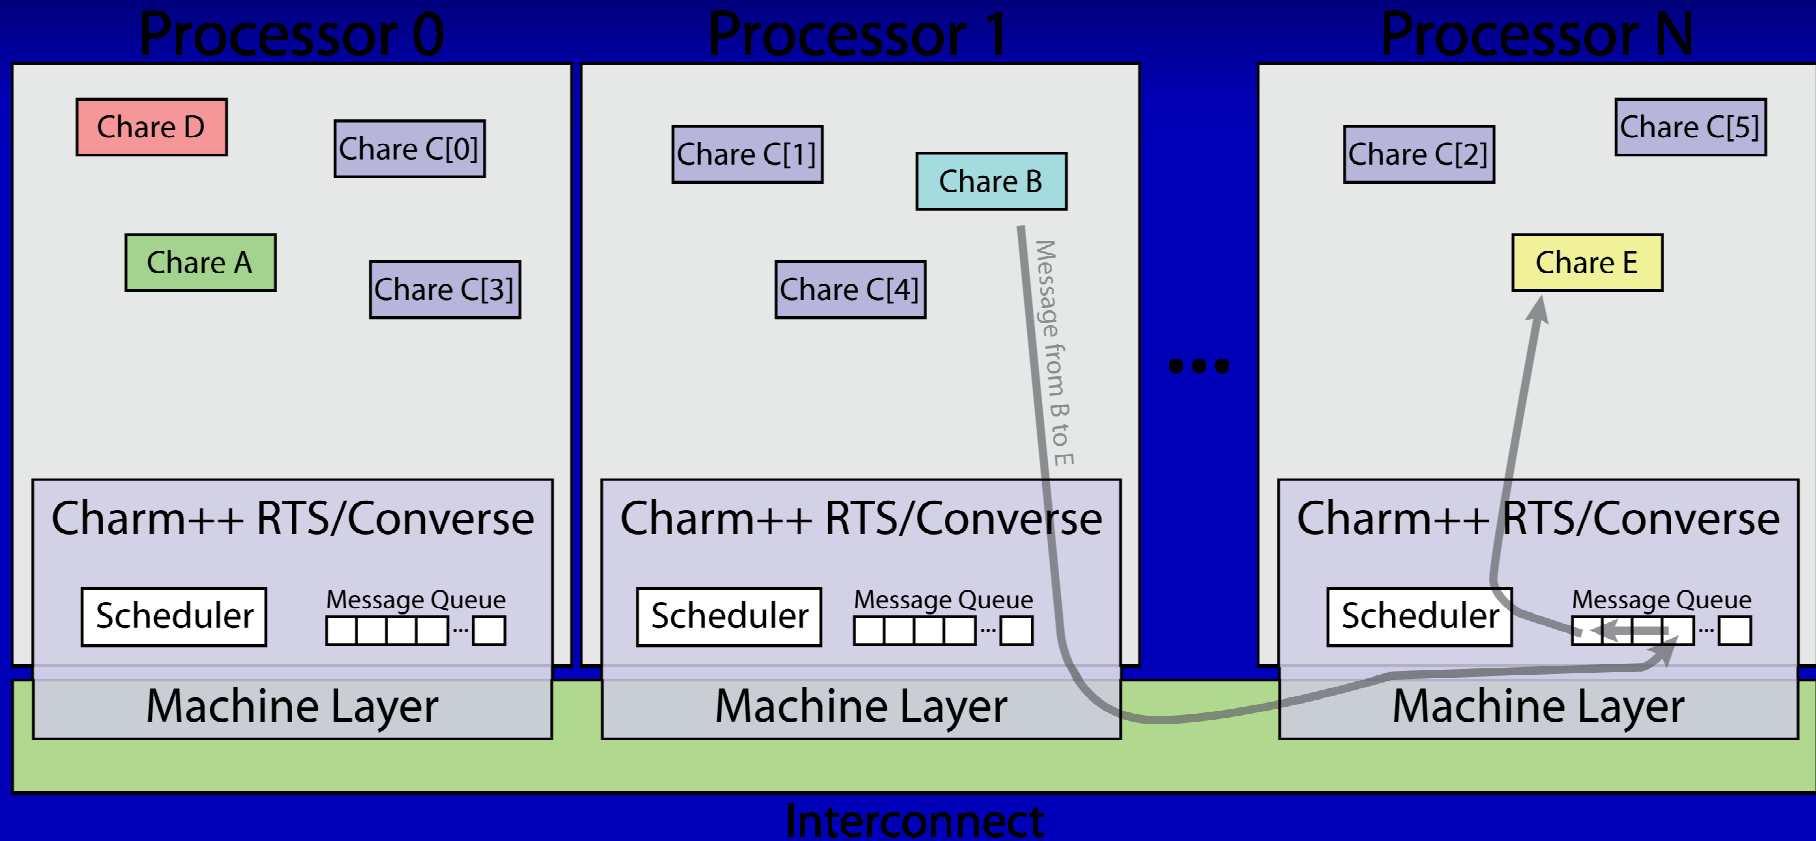 Processor 0
Processor 1
Processor N
Chare D
Chare C[0]
Chare A
Chare C[3]
Chare C[1]
Chare B
Chare C[4]
Message from B to E
...
Chare C[2]
Chare C[5]
Chare E
Charm++ RTS/Converse
Scheduler
Message Queue
...
Machine Layer
Charm++ RTS/Converse
Scheduler
Message Queue
...
Machine Layer
Charm++ RTS/Converse
Scheduler
Message Queue
...
Machine Layer
Interconnect